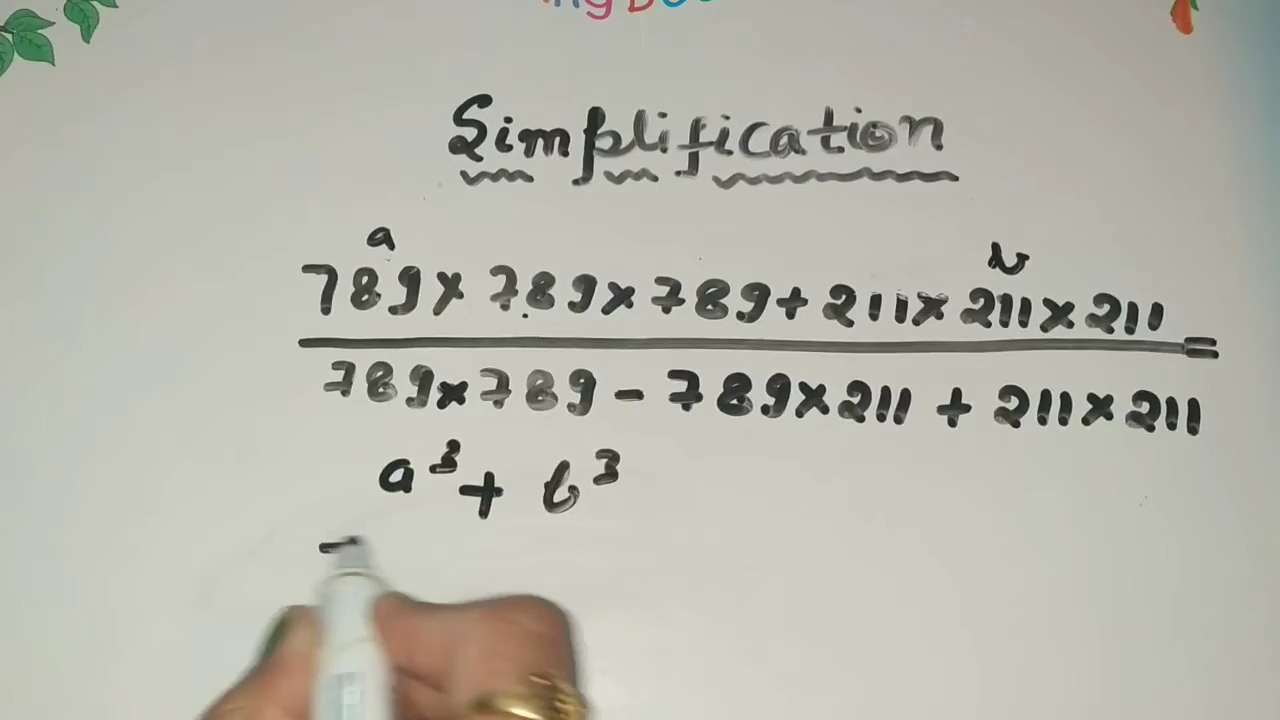 Simplification
a b
789 × 789 × 789 + 211 × 211 × 211
=
789 × 789 - 789 × 211 + 211 × 211
a³ + b³